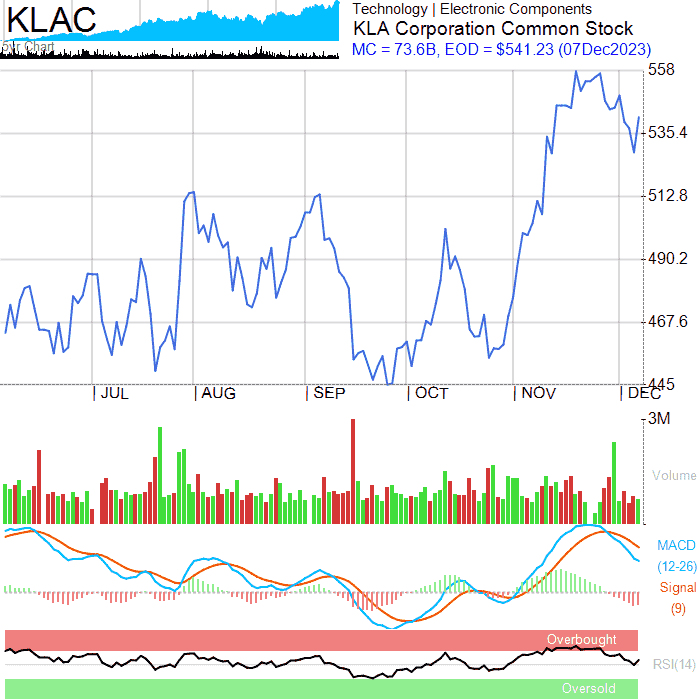 KLAC
5yr Chart
Technology | Electronic Components
KLA Corporation Common Stock
MC = 73.6B, EOD = $541.23 (07Dec2023)
558
535.4
512.8
490.2
467.6
445
JUL
AUG
SEP
OCT
NOV
DEC
3M
Volume
MACD
(12-26)
Signal
(9)
Overbought
RSI(14)
Oversold